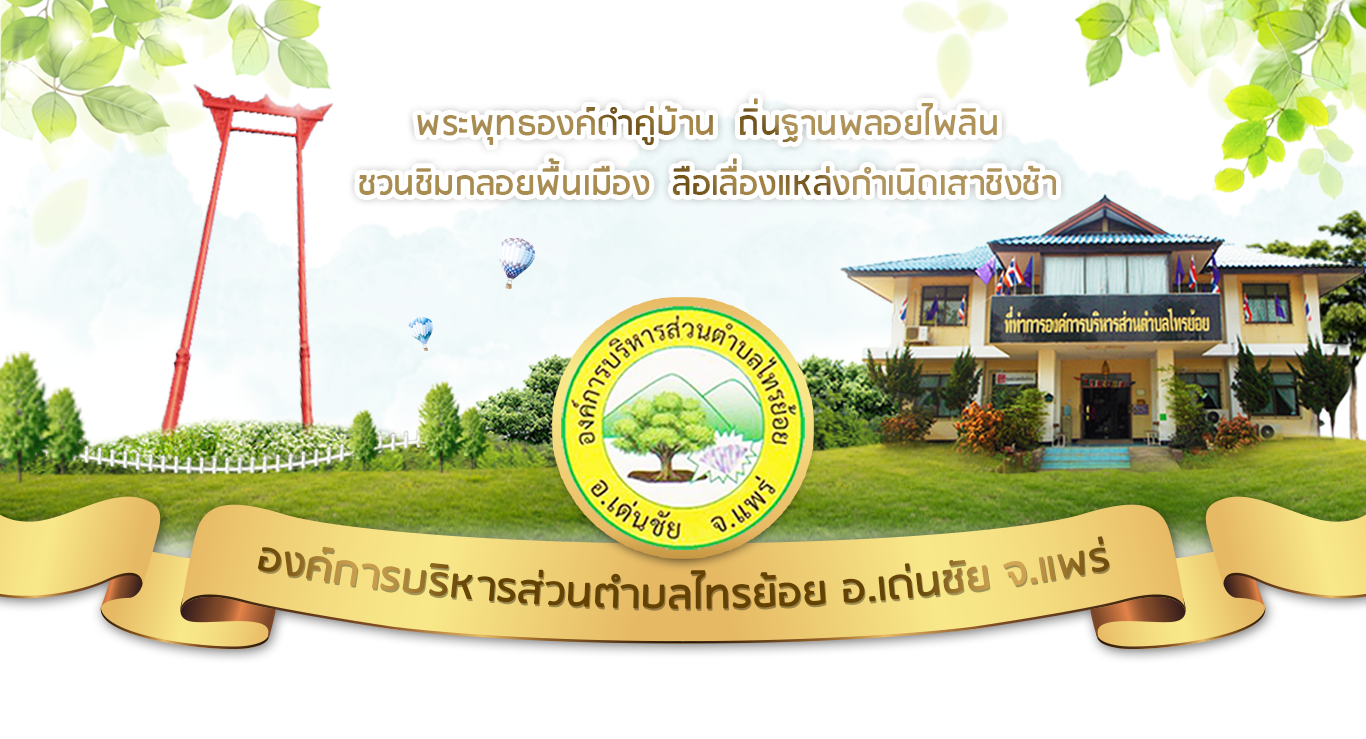 พระพุทธองค์ดำคู่บ้าน ถิ่นฐานพลอยไพลิน
ชวนชิมกลอยพื้นเมือง ลือเลื่องแหล่งกำเนิดเสาชิงช้า
ที่ทำการองค์การบริหารส่วนตำบลไทรย้อย
องค์การบริหารส่วนตำบลไทรย้อย
อ.เด่นชัย จ.แพร่
องค์การบริหารส่วนตำบลไทรย้อย อ.เด่นชัย จ.แพร่